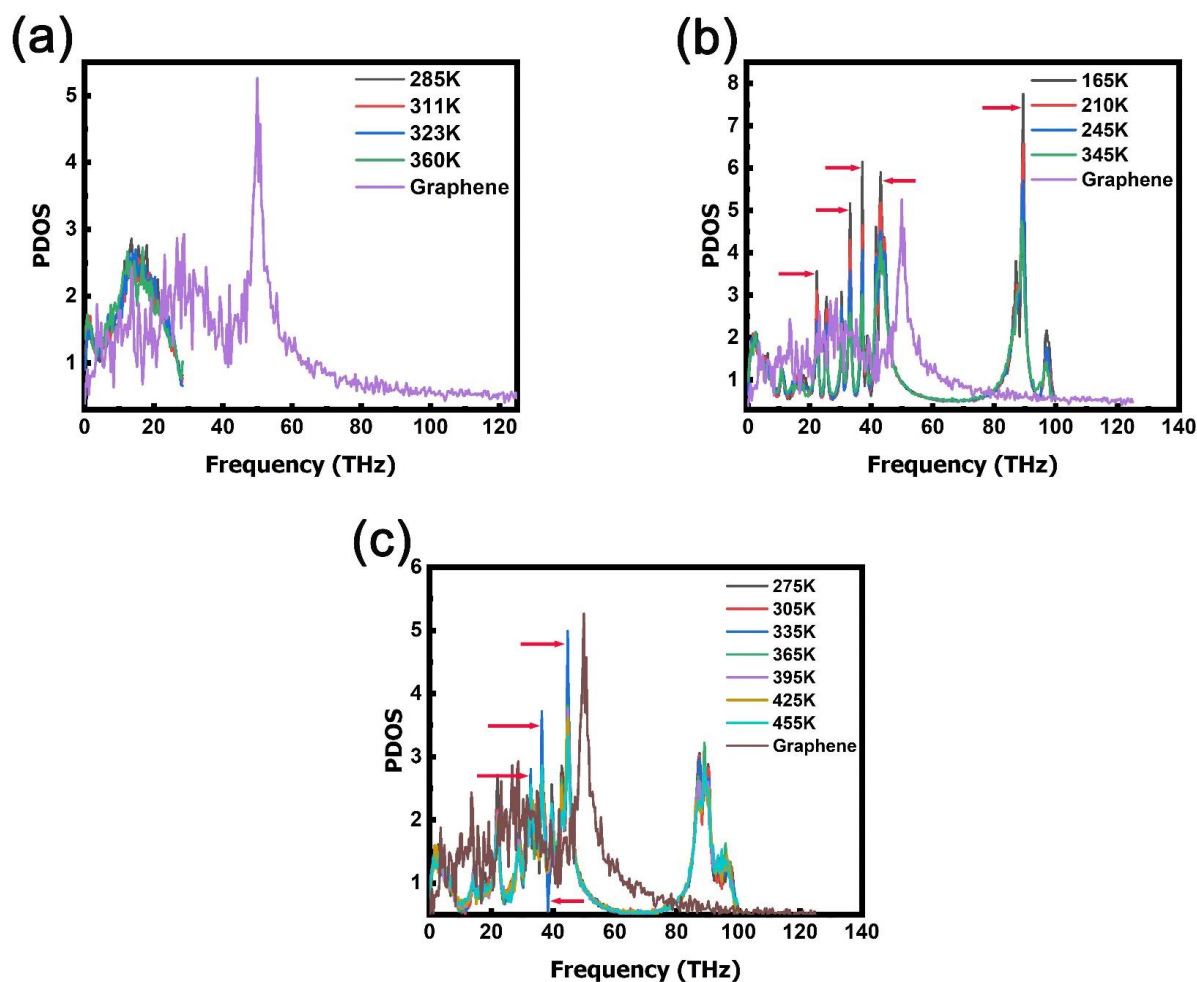 (a)
285K
311K
323K
360K
Graphene
5
4
3
2
1
PDOS
0 20 40 60 80 100 120
Frequency (THz)
(b)
165K
210K
245K
345K
Graphene
8
7
6
5
4
3
2
1
PDOS
0 20 40 60 80 100 120 140
Frequency (THz)
(c)
275K
305K
335K
365K
395K
425K
455K
Graphene
6
5
4
3
2
1
PDOS
0 20 40 60 80 100 120 140
Frequency (THz)